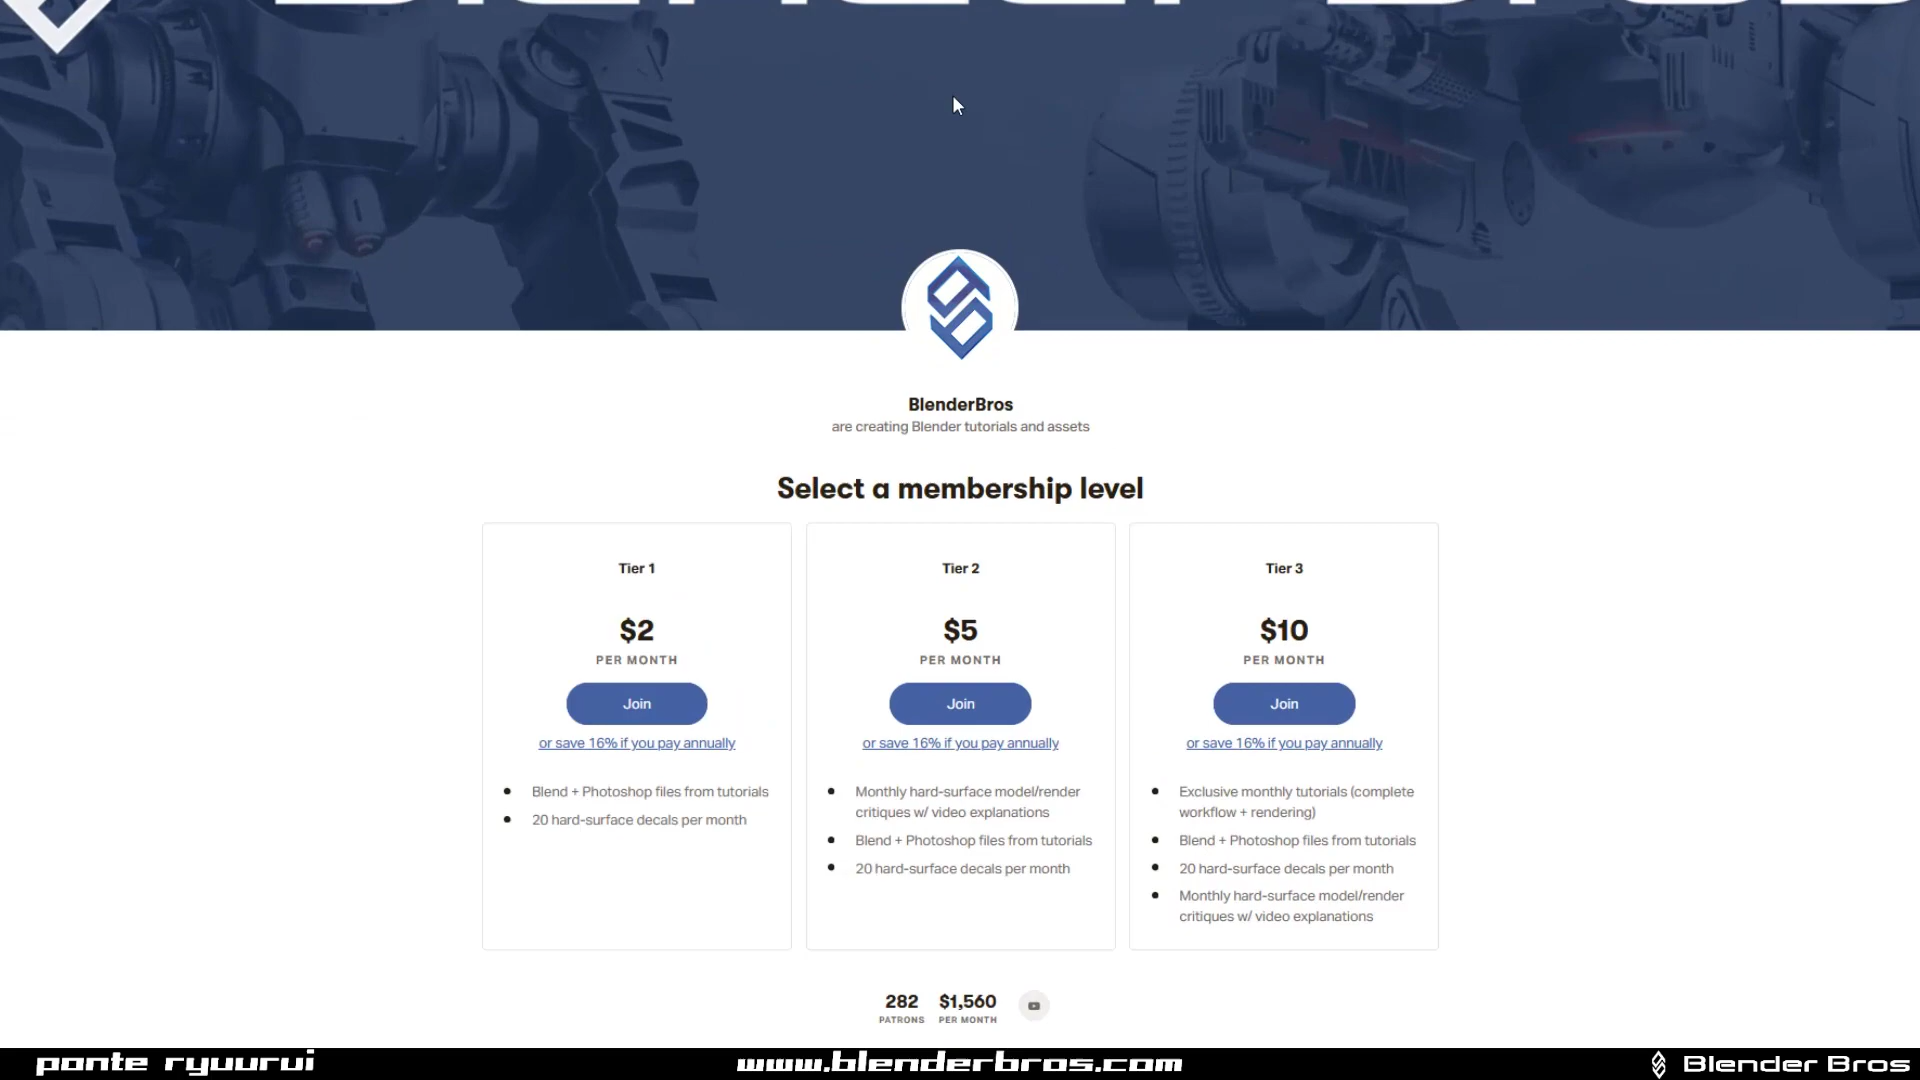 Blender Bros
BlenderBros
are creating Blender tutorials and assets
Select a membership level
Tier 1
$2
PER MONTH
Join
or save 16% if you pay annually
Blend + Photoshop files from tutorials
20 hard-surface decals per month
Tier 2
$5
PER MONTH
Join
or save 16% if you pay annually
Monthly hard-surface model/render
critiques w/ video explanations
Blend + Photoshop files from tutorials
20 hard-surface decals per month
Tier 3
$10
PER MONTH
Join
or save 16% if you pay annually
Exclusive monthly tutorials (complete
workflow + rendering)
Blend + Photoshop files from tutorials
20 hard-surface decals per month
Monthly hard-surface model/render
critiques w/ video explanations
282 $1,560
PATRONS PER MONTH
ponte ryuurui
www.blenderbros.com
Blender Bros